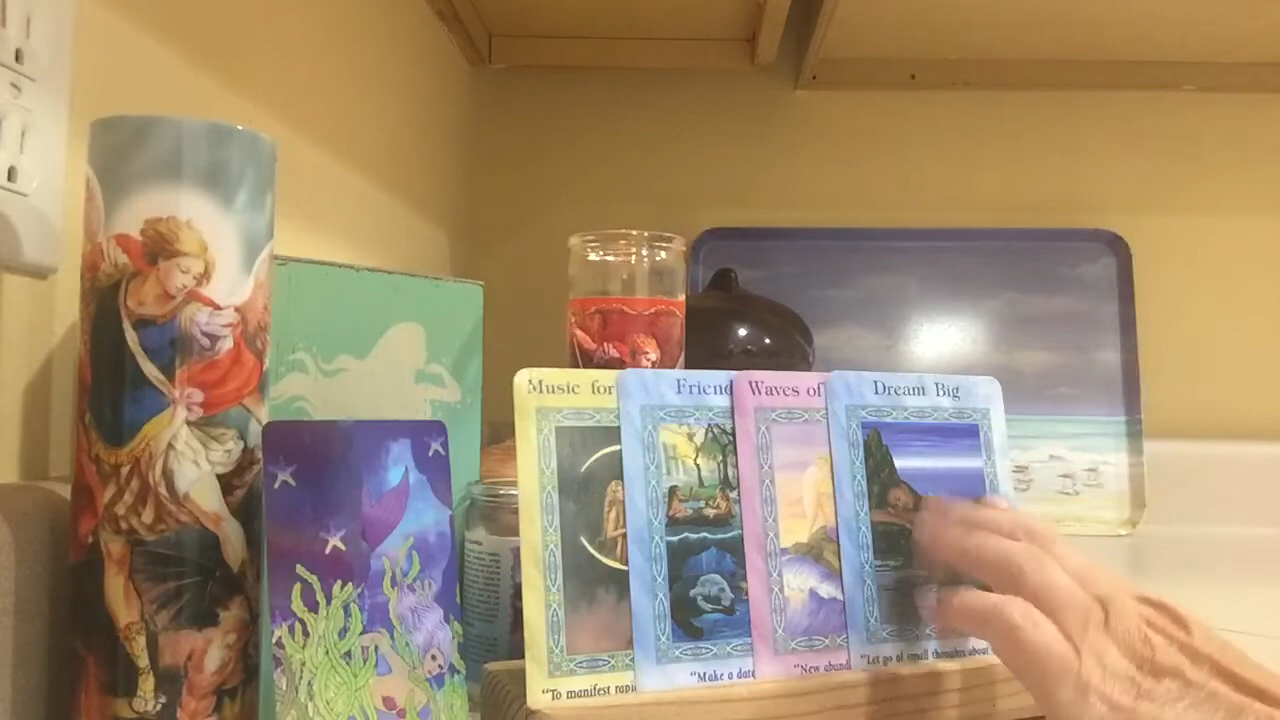 Music for
Friend
Waves of
Dream Big
"To manifest rapi
"Make a date
"New abund
"Let go of small thoughts about